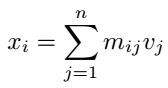 x_i = \sum_{j=1}^{n} m_{ij} v_j